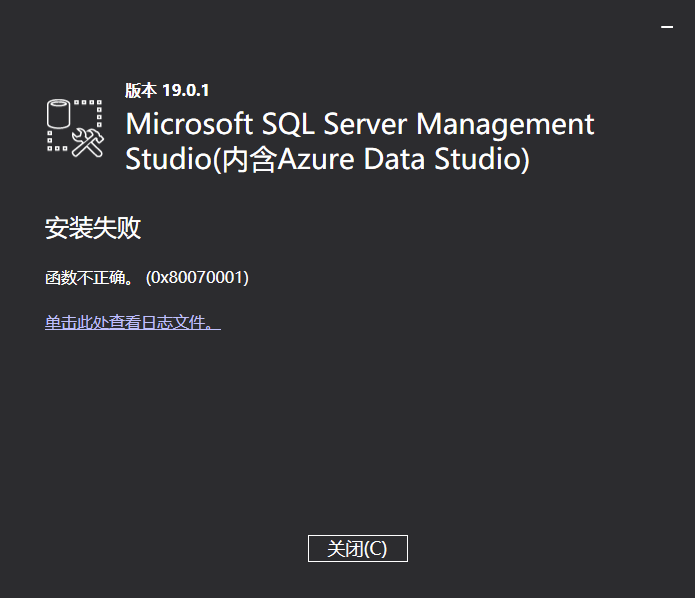 版本 19.0.1
Microsoft SQL Server Management
Studio(内含Azure Data Studio)
安装失败
函数不正确。 (0x80070001)
单击此处查看日志文件。
关闭(C)